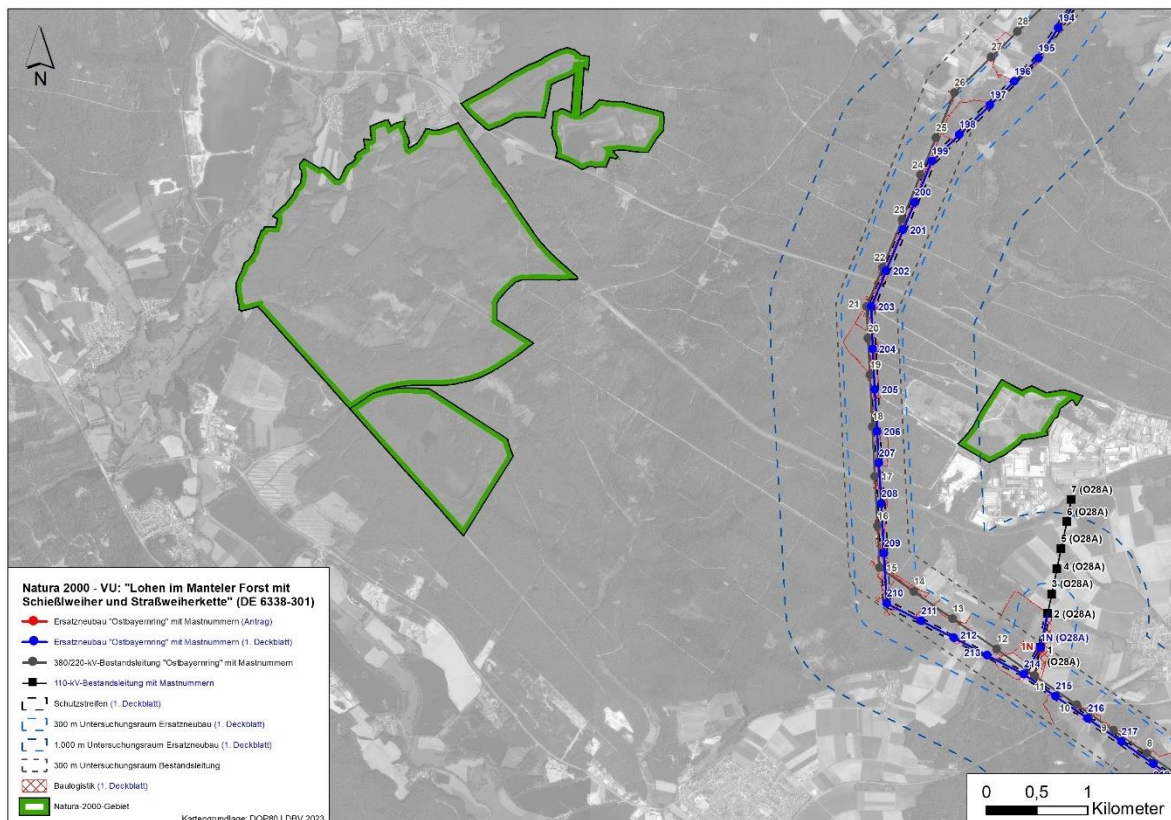 N
194
28
195
27
196
26
197
198
25
199
24
200
23
201
22
202
21
203
20
204
19
205
18
206
207
17
208
16
209
15
210
14
211
13
212
12
213
214
11
215
10
216
9
217
8
7 (O28A)
6 (O28A)
5 (O28A)
4 (O28A)
3 (O28A)
2 (O28A)
1N (O28A)
1N
1
(O28A)
Natura 2000 - VU: "Lohen im Manteler Forst mit
Schießlweiher und Straßweiherkette" (DE 6338-301)
Ersatzneubau "Ostbayernring" mit Mastnummern (Antrag)
Ersatzneubau "Ostbayernring" mit Mastnummern (1. Deckblatt)
380/220-kV-Bestandsleitung "Ostbayernring" mit Mastnummern
110-kV-Bestandsleitung mit Mastnummern
Schutzstreifen (1. Deckblatt)
300 m Untersuchungsraum Ersatzneubau (1. Deckblatt)
1.000 m Untersuchungsraum Ersatzneubau (1. Deckblatt)
300 m Untersuchungsraum Bestandsleitung
Baulogistik (1. Deckblatt)
Natura-2000-Gebiet
Kartengrundlage: DOP80 LDBV 2023
0 0,5 1
Kilometer